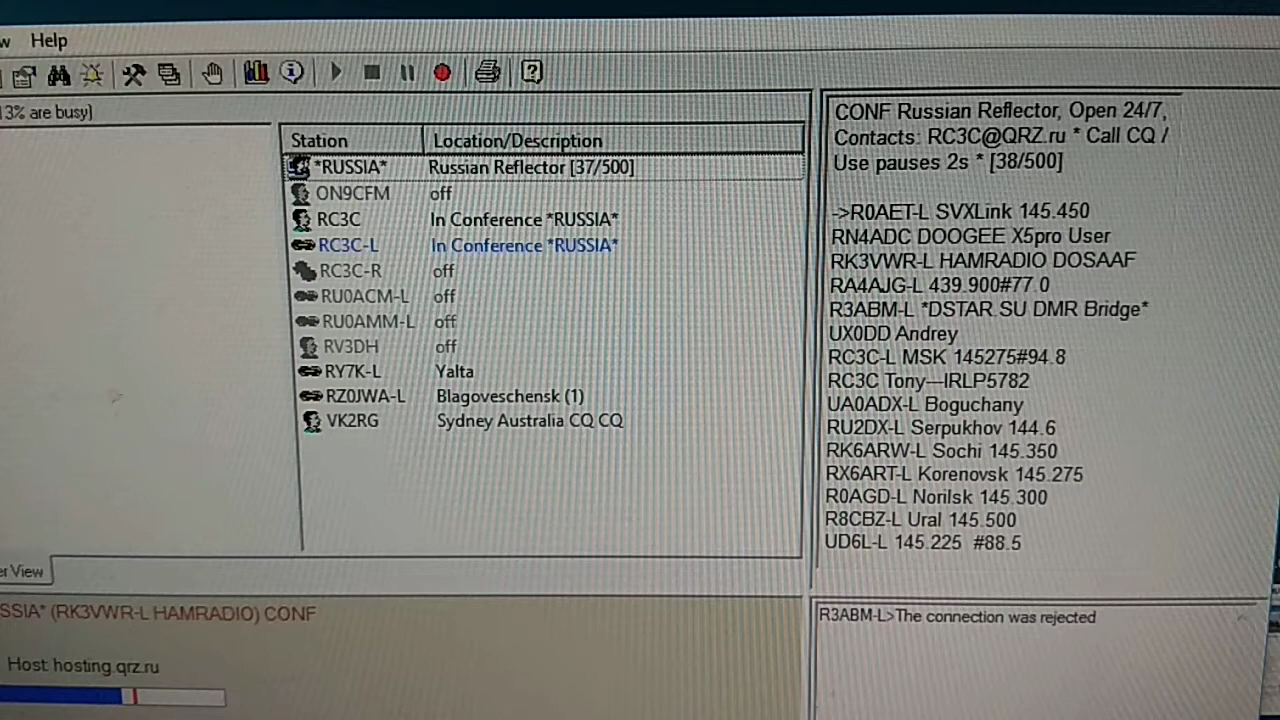 w Help
3% are busy)
Station Location/Description
*RUSSIA* Russian Reflector [37/500]
ON9CFM off
RC3C In Conference *RUSSIA*
RC3C-L In Conference *RUSSIA*
RC3C-R off
RU0ACM-L off
RU0AMM-L off
RV3DH off
RY7K-L Yalta
RZ0JWA-L Blagoveschensk (1)
VK2RG Sydney Australia CQ CQ
er View
SSIA* (RK3VWR-L HAMRADIO) CONF
Host: hosting.qrz.ru
CONF Russian Reflector, Open 24/7,
Contacts: RC3C@QRZ.ru * Call CQ /
Use pauses 2s * [38/500]
->R0AET-L SVXLink 145.450
RN4ADC DOOGEE X5pro User
RK3VWR-L HAMRADIO DOSAAF
RA4AJG-L 439.900#77.0
R3ABM-L *DSTAR.SU DMR Bridge*
UX0DD Andrey
RC3C-L MSK 145275#94.8
RC3C Tony---IRLP5782
UA0ADX-L Boguchany
RU2DX-L Serpukhov 144.6
RK6ARW-L Sochi 145.350
RX6ART-L Korenovsk 145.275
R0AGD-L Norilsk 145.300
R8CBZ-L Ural 145.500
UD6L-L 145.225 #88.5
R3ABM-L>The connection was rejected